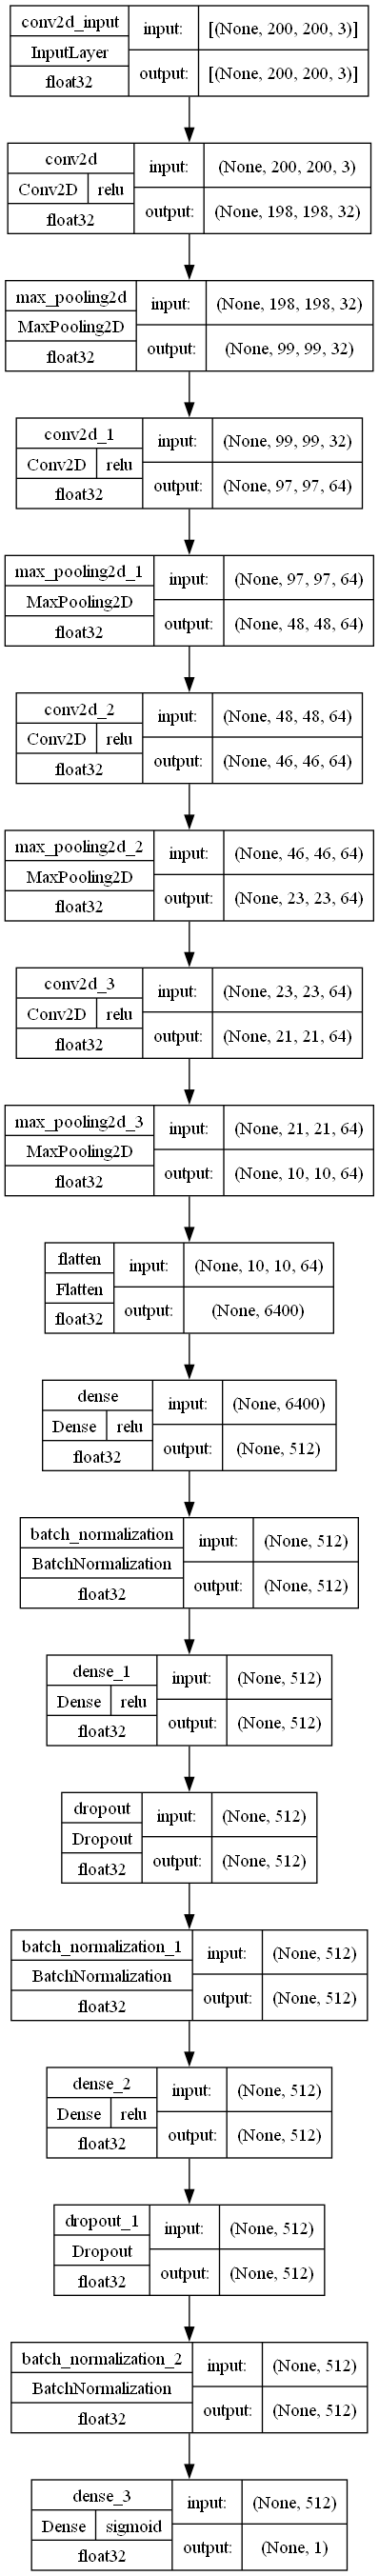 conv2d_input input: [(None, 200, 200, 3)]
InputLayer
float32 output: [(None, 200, 200, 3)]
conv2d input: (None, 200, 200, 3)
Conv2D relu
float32 output: (None, 198, 198, 32)
max_pooling2d input: (None, 198, 198, 32)
MaxPooling2D
float32 output: (None, 99, 99, 32)
conv2d_1 input: (None, 99, 99, 32)
Conv2D relu
float32 output: (None, 97, 97, 64)
max_pooling2d_1 input: (None, 97, 97, 64)
MaxPooling2D
float32 output: (None, 48, 48, 64)
conv2d_2 input: (None, 48, 48, 64)
Conv2D relu
float32 output: (None, 46, 46, 64)
max_pooling2d_2 input: (None, 46, 46, 64)
MaxPooling2D
float32 output: (None, 23, 23, 64)
conv2d_3 input: (None, 23, 23, 64)
Conv2D relu
float32 output: (None, 21, 21, 64)
max_pooling2d_3 input: (None, 21, 21, 64)
MaxPooling2D
float32 output: (None, 10, 10, 64)
flatten input: (None, 10, 10, 64)
Flatten
float32 output: (None, 6400)
dense input: (None, 6400)
Dense relu
float32 output: (None, 512)
batch_normalization input: (None, 512)
BatchNormalization
float32 output: (None, 512)
dense_1 input: (None, 512)
Dense relu
float32 output: (None, 512)
dropout input: (None, 512)
Dropout
float32 output: (None, 512)
batch_normalization_1 input: (None, 512)
BatchNormalization
float32 output: (None, 512)
dense_2 input: (None, 512)
Dense relu
float32 output: (None, 512)
dropout_1 input: (None, 512)
Dropout
float32 output: (None, 512)
batch_normalization_2 input: (None, 512)
BatchNormalization
float32 output: (None, 512)
dense_3 input: (None, 512)
Dense sigmoid
float32 output: (None, 1)